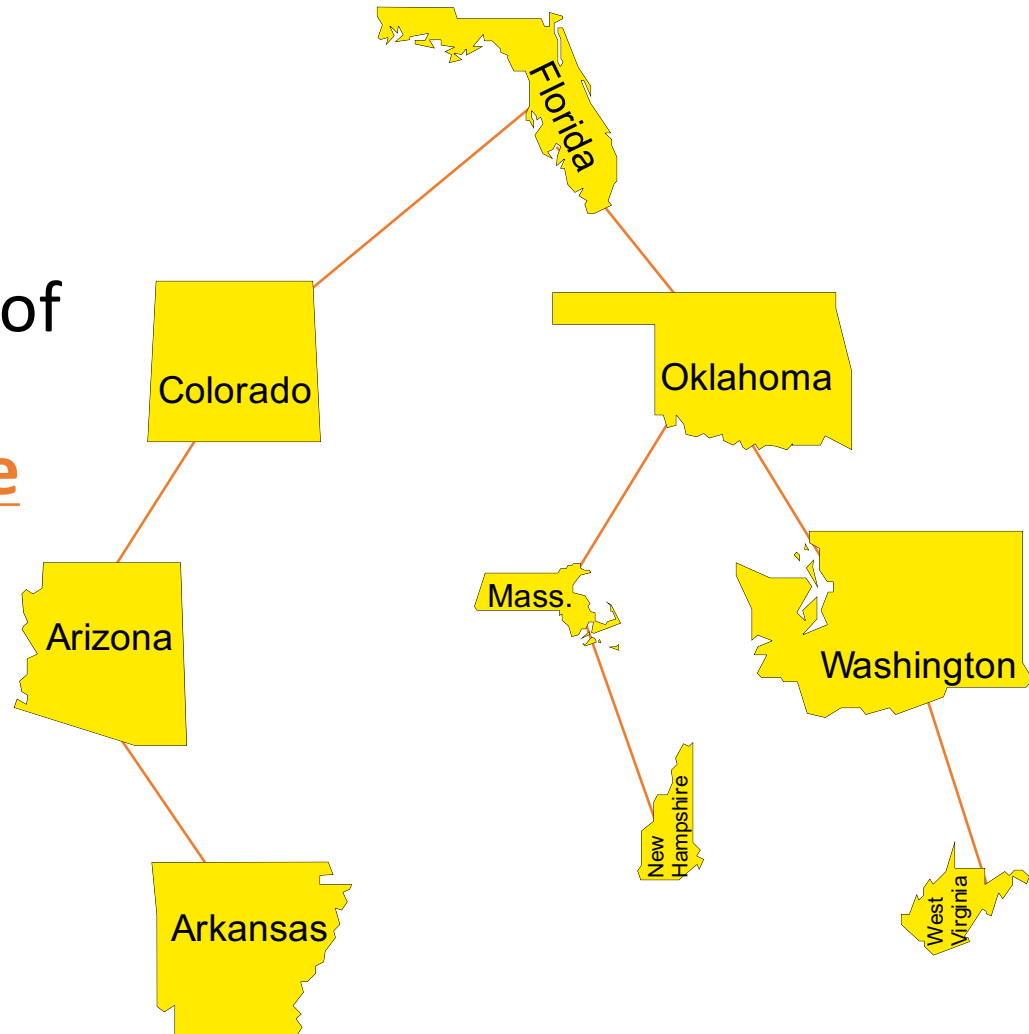 Florida
of
Colorado
Oklahoma
e
Mass.
Arizona
Washington
New
Hampshire
West
Virginia
Arkansas